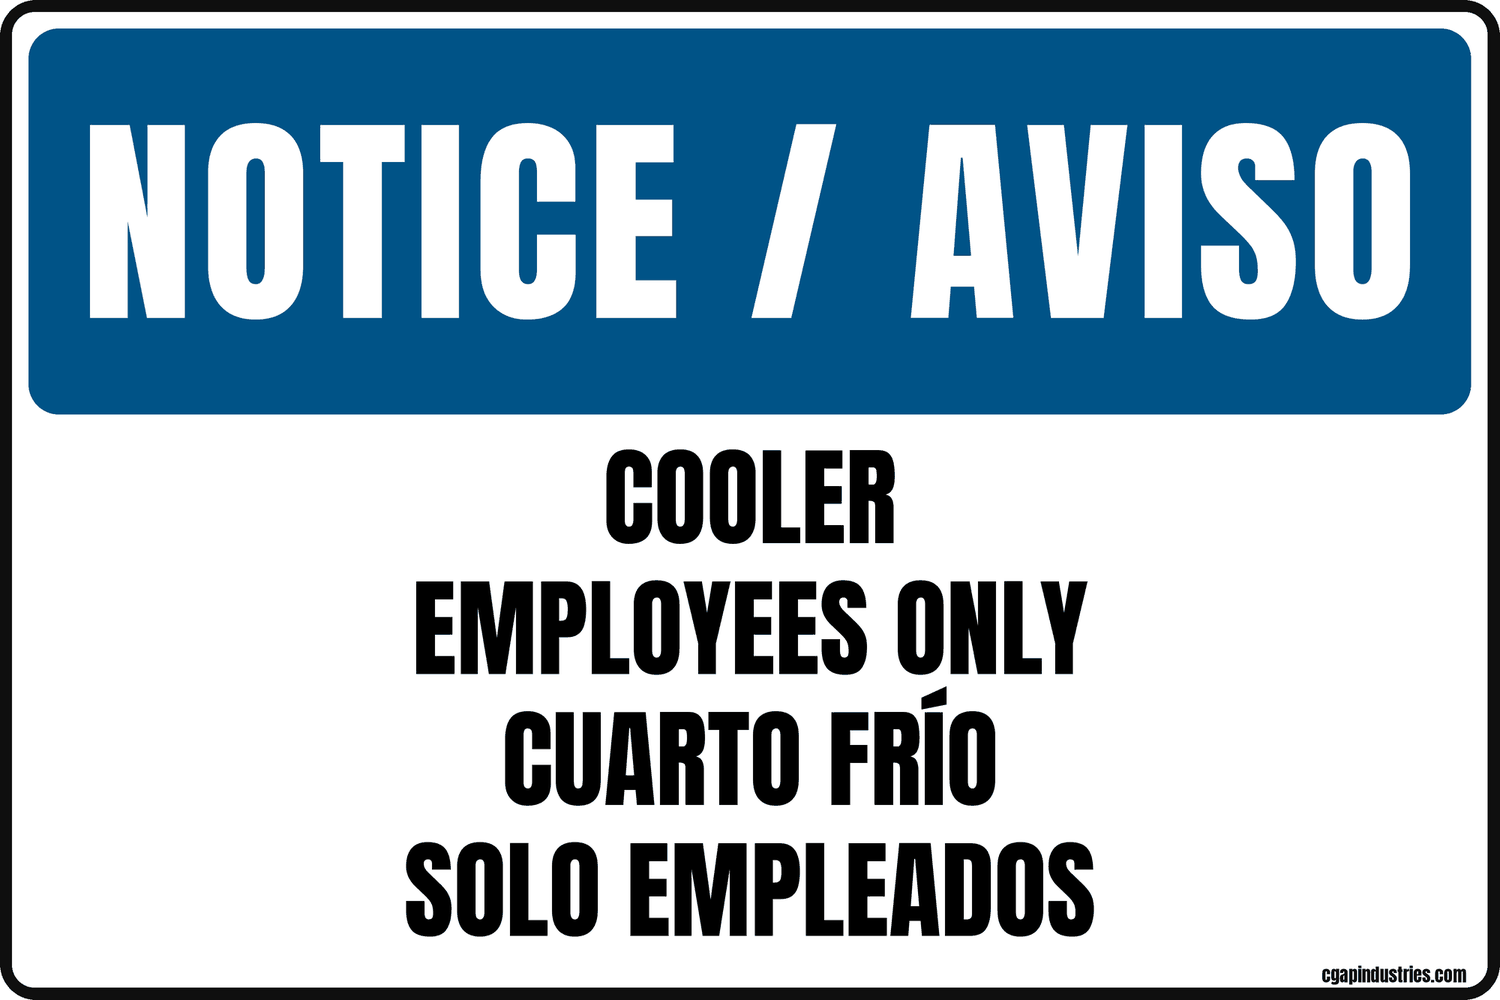 NOTICE / AVISO
COOLER
EMPLOYEES ONLY
CUARTO FRÍO
SOLO EMPLEADOS
cgapindustries.com